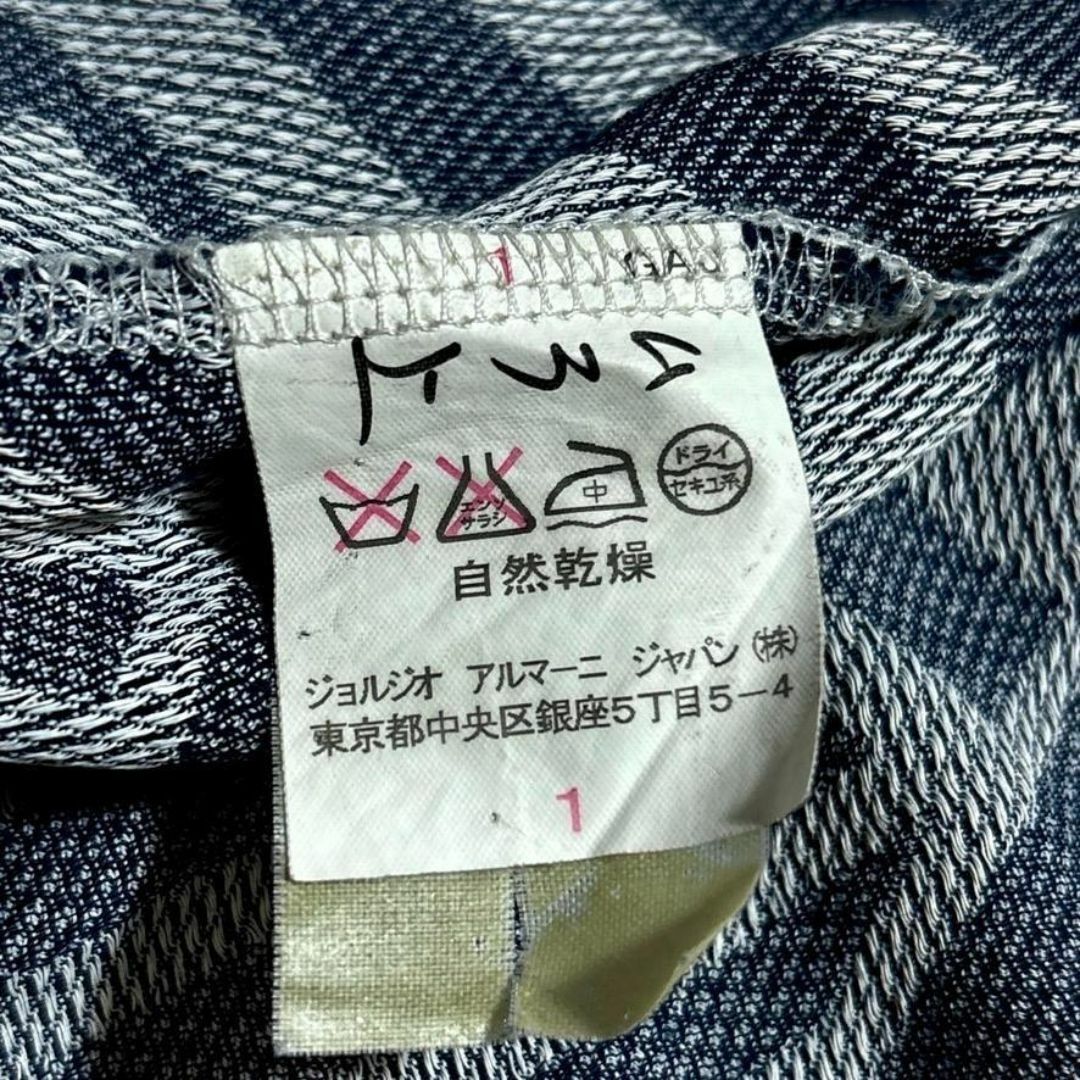 1
中
ドライ
セキユ系
エンソ
サラシ
自然乾燥
ジョルジオ アルマーニ ジャパン(株)
東京都中央区銀座5丁目5-4
1